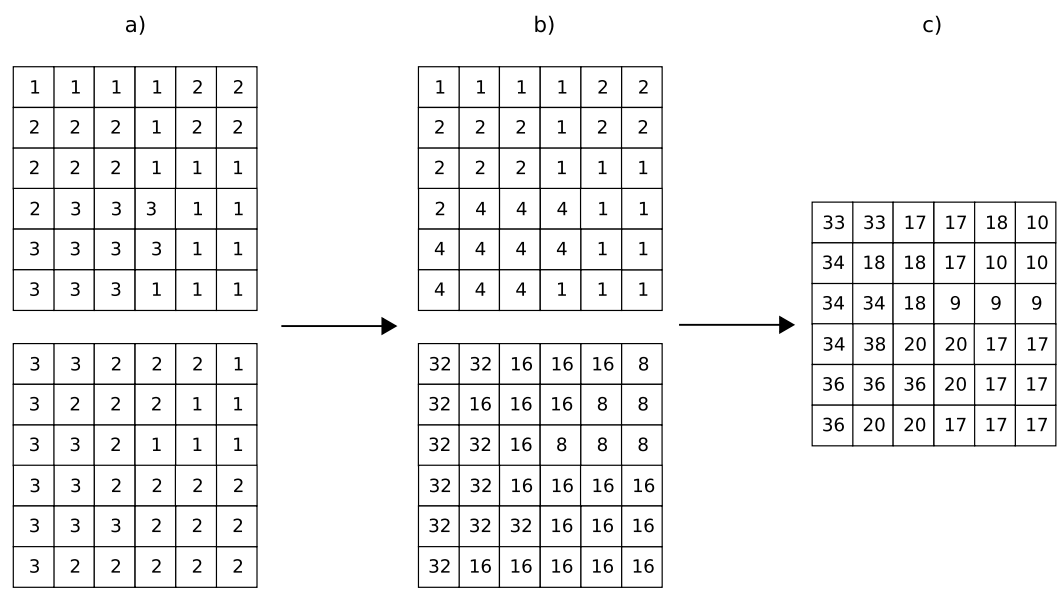 a) b) c)
1 1 1 1 2 2
2 2 2 1 2 2
2 2 2 1 1 1
2 3 3 3 1 1
3 3 3 3 1 1
3 3 3 1 1 1
3 3 2 2 2 1
3 2 2 2 1 1
3 3 2 1 1 1
3 3 2 2 2 2
3 3 3 2 2 2
3 2 2 2 2 2
1 1 1 1 2 2
2 2 2 1 2 2
2 2 2 1 1 1
2 4 4 4 1 1
4 4 4 4 1 1
4 4 4 1 1 1
32 32 16 16 16 8
32 16 16 16 8 8
32 32 16 8 8 8
32 32 16 16 16 16
32 32 32 16 16 16
32 16 16 16 16 16
33 33 17 17 18 10
34 18 18 17 10 10
34 34 18 9 9 9
34 38 20 20 17 17
36 36 36 20 17 17
36 20 20 17 17 17